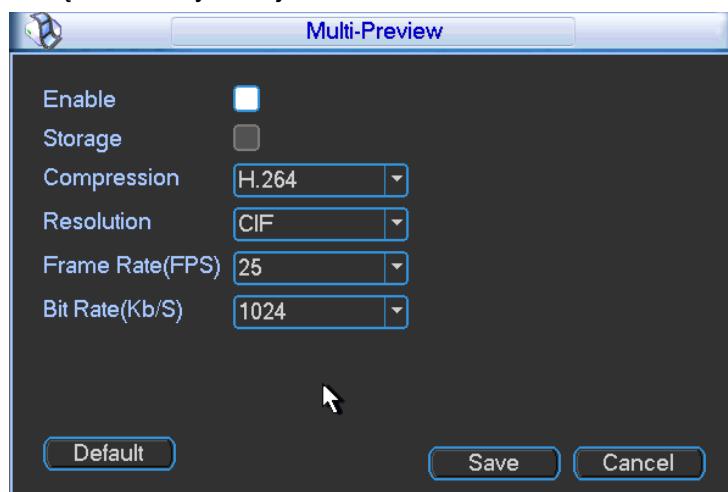 Multi-Preview
Enable
Storage
Compression H.264
Resolution CIF
Frame Rate(FPS) 25
Bit Rate(Kb/S) 1024
Default Save Cancel